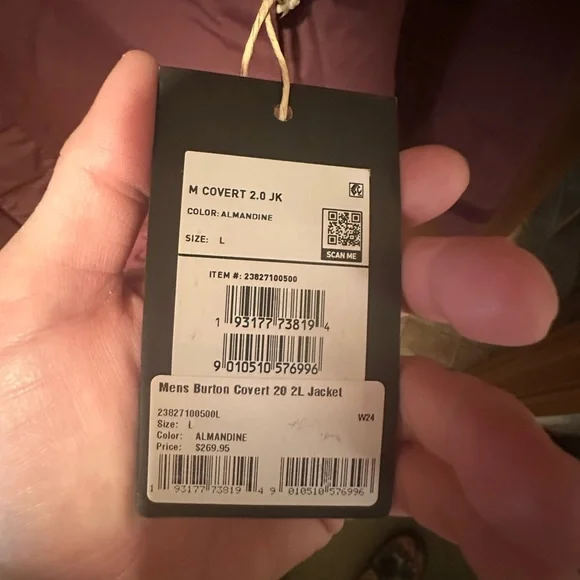 M COVERT 2.0 JK
COLOR: ALMANDINE
SIZE: L
SCAN ME
ITEM #: 23827100500
1 93177 73819 4
9 010510 576996
Mens Burton Covert 20 2L Jacket
23827100500L
W24
Size: L
Color: ALMANDINE
Price: $269.95
1 93177 73819 4 9 010510 576996